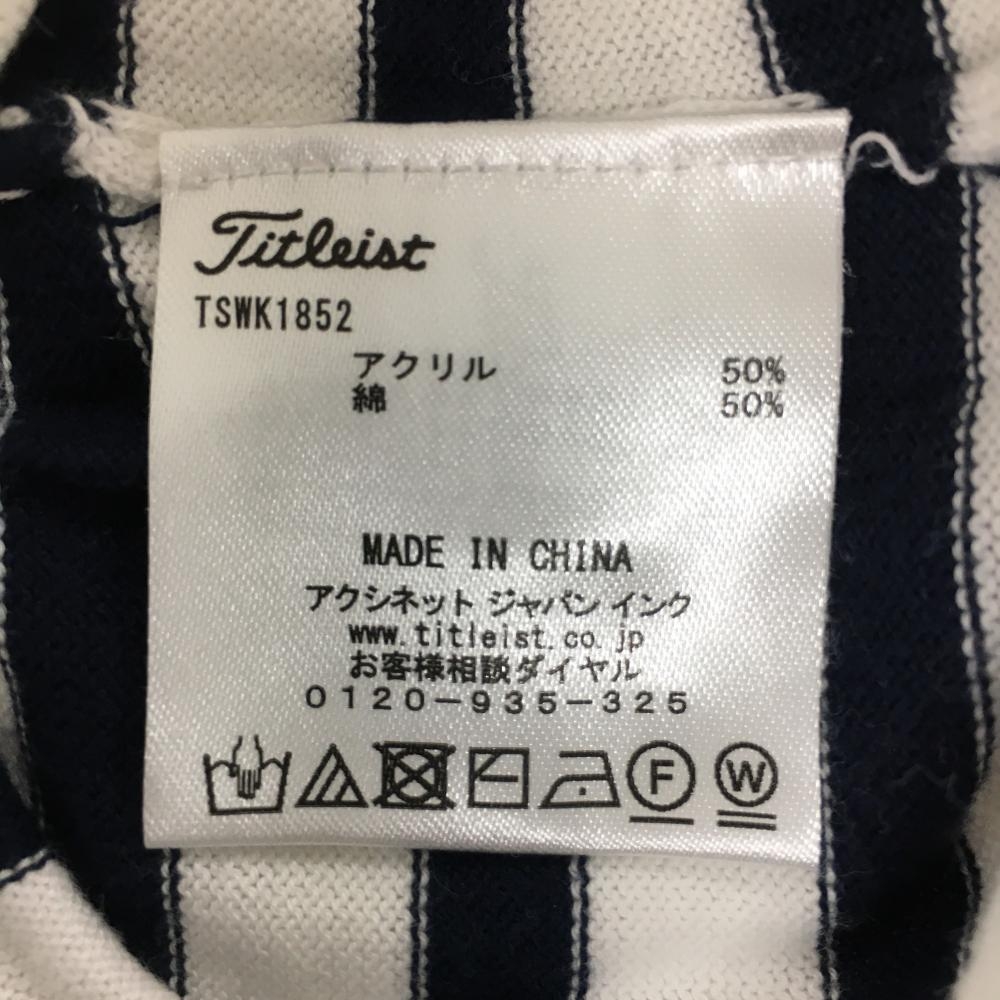 Titleist
TSWK1852
アクリル 50%
綿 50%
MADE IN CHINA
アクシネット ジャパン インク
www.titleist.co.jp
お客様相談ダイヤル
0120-935-325
F W